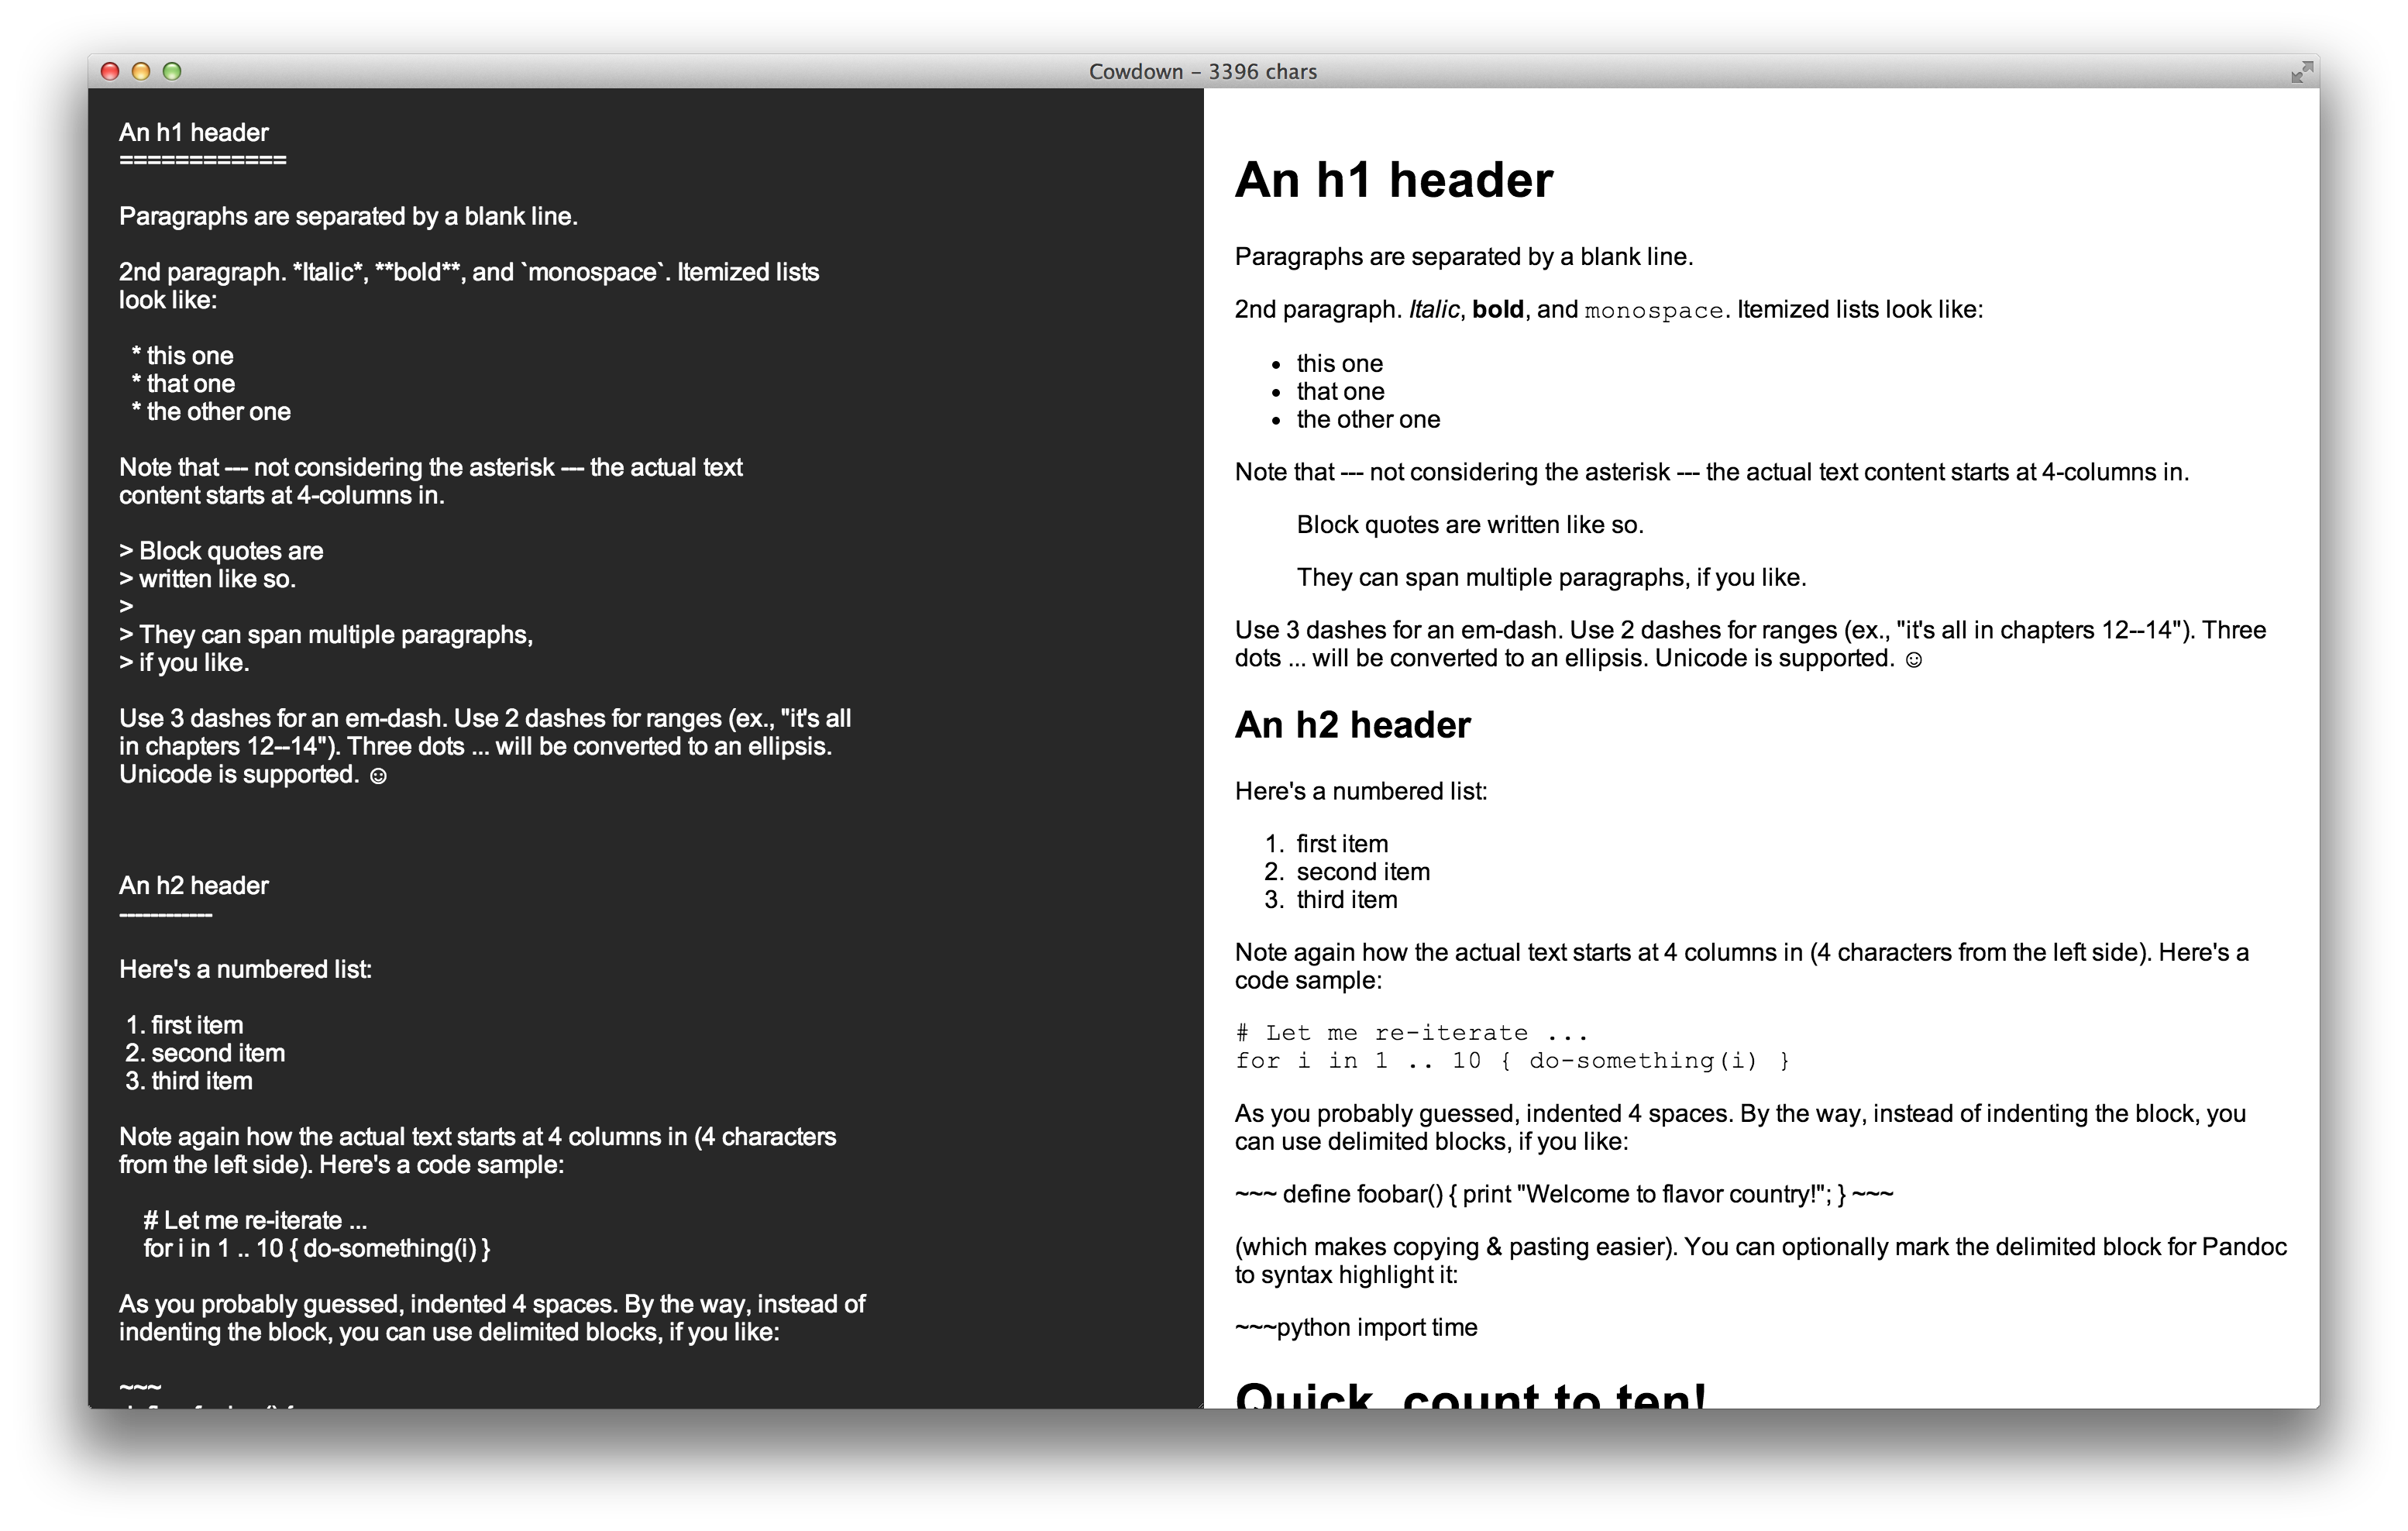 Cowdown – 3396 chars
An h1 header
============
Paragraphs are separated by a blank line.
2nd paragraph. *Italic*, **bold**, and `monospace`. Itemized lists
look like:
* this one
* that one
* the other one
Note that --- not considering the asterisk --- the actual text
content starts at 4-columns in.
> Block quotes are
> written like so.
>
> They can span multiple paragraphs,
> if you like.
Use 3 dashes for an em-dash. Use 2 dashes for ranges (ex., "it's all
in chapters 12--14"). Three dots ... will be converted to an ellipsis.
Unicode is supported. ☺
An h2 header
------------
Here's a numbered list:
1. first item
2. second item
3. third item
Note again how the actual text starts at 4 columns in (4 characters
from the left side). Here's a code sample:
# Let me re-iterate ...
for i in 1 .. 10 { do-something(i) }
As you probably guessed, indented 4 spaces. By the way, instead of
indenting the block, you can use delimited blocks, if you like:
~~~
An h1 header
Paragraphs are separated by a blank line.
2nd paragraph. Italic, bold, and monospace. Itemized lists look like:
• this one
• that one
• the other one
Note that --- not considering the asterisk --- the actual text content starts at 4-columns in.
Block quotes are written like so.
They can span multiple paragraphs, if you like.
Use 3 dashes for an em-dash. Use 2 dashes for ranges (ex., "it's all in chapters 12--14"). Three
dots ... will be converted to an ellipsis. Unicode is supported. ☺
An h2 header
Here's a numbered list:
1. first item
2. second item
3. third item
Note again how the actual text starts at 4 columns in (4 characters from the left side). Here's a
code sample:
# Let me re-iterate ...
for i in 1 .. 10 { do-something(i) }
As you probably guessed, indented 4 spaces. By the way, instead of indenting the block, you
can use delimited blocks, if you like:
~~~ define foobar() { print "Welcome to flavor country!"; } ~~~
(which makes copying & pasting easier). You can optionally mark the delimited block for Pandoc
to syntax highlight it:
~~~python import time
Quick, count to ten!